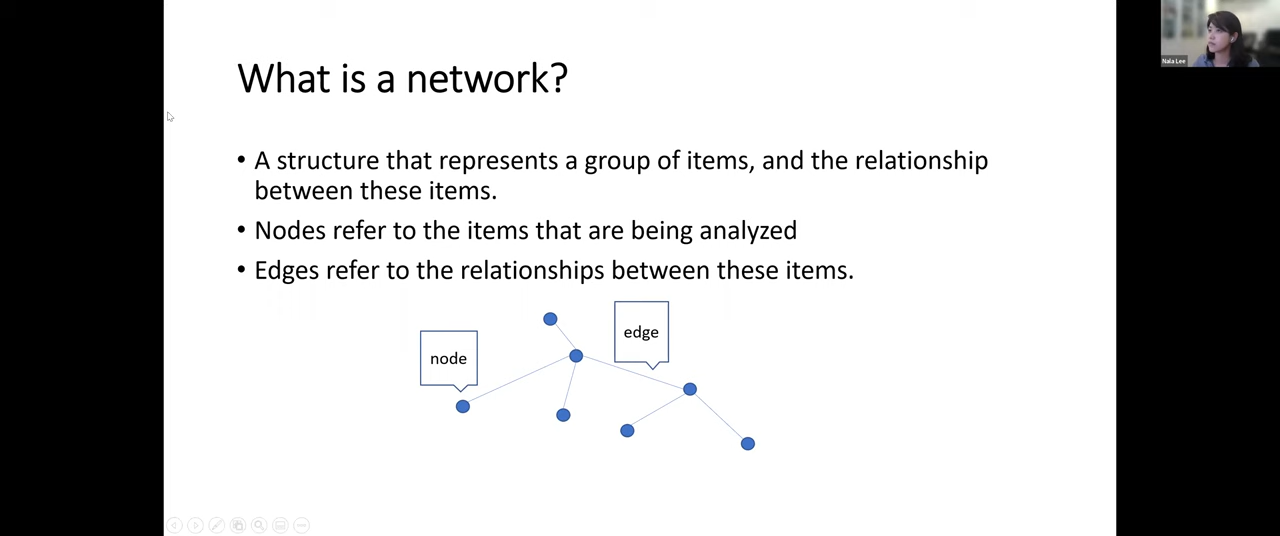 What is a network?
• A structure that represents a group of items, and the relationship
between these items.
• Nodes refer to the items that are being analyzed
• Edges refer to the relationships between these items.
edge
node
Nala Lee